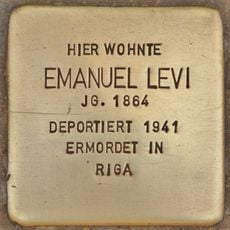 HIER WOHNTE
EMANUEL LEVI
JG. 1864
DEPORTIERT 1941
ERMORDET IN
RIGA